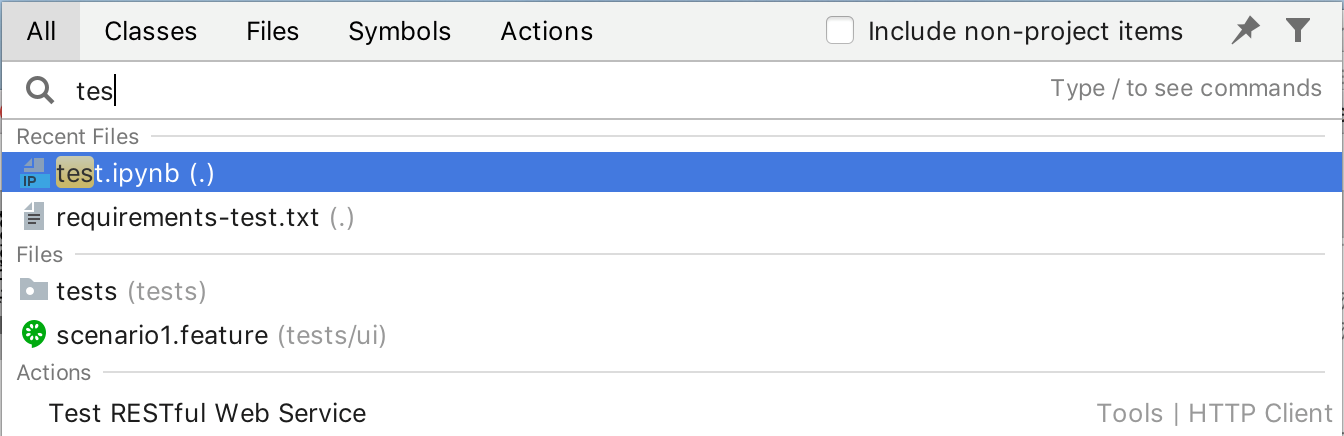 All Classes Files Symbols Actions Include non-project items
tes Type / to see commands
Recent Files
IP test.ipynb (.)
requirements-test.txt (.)
Files
tests (tests)
scenario1.feature (tests/ui)
Actions
Test RESTful Web Service Tools | HTTP Client